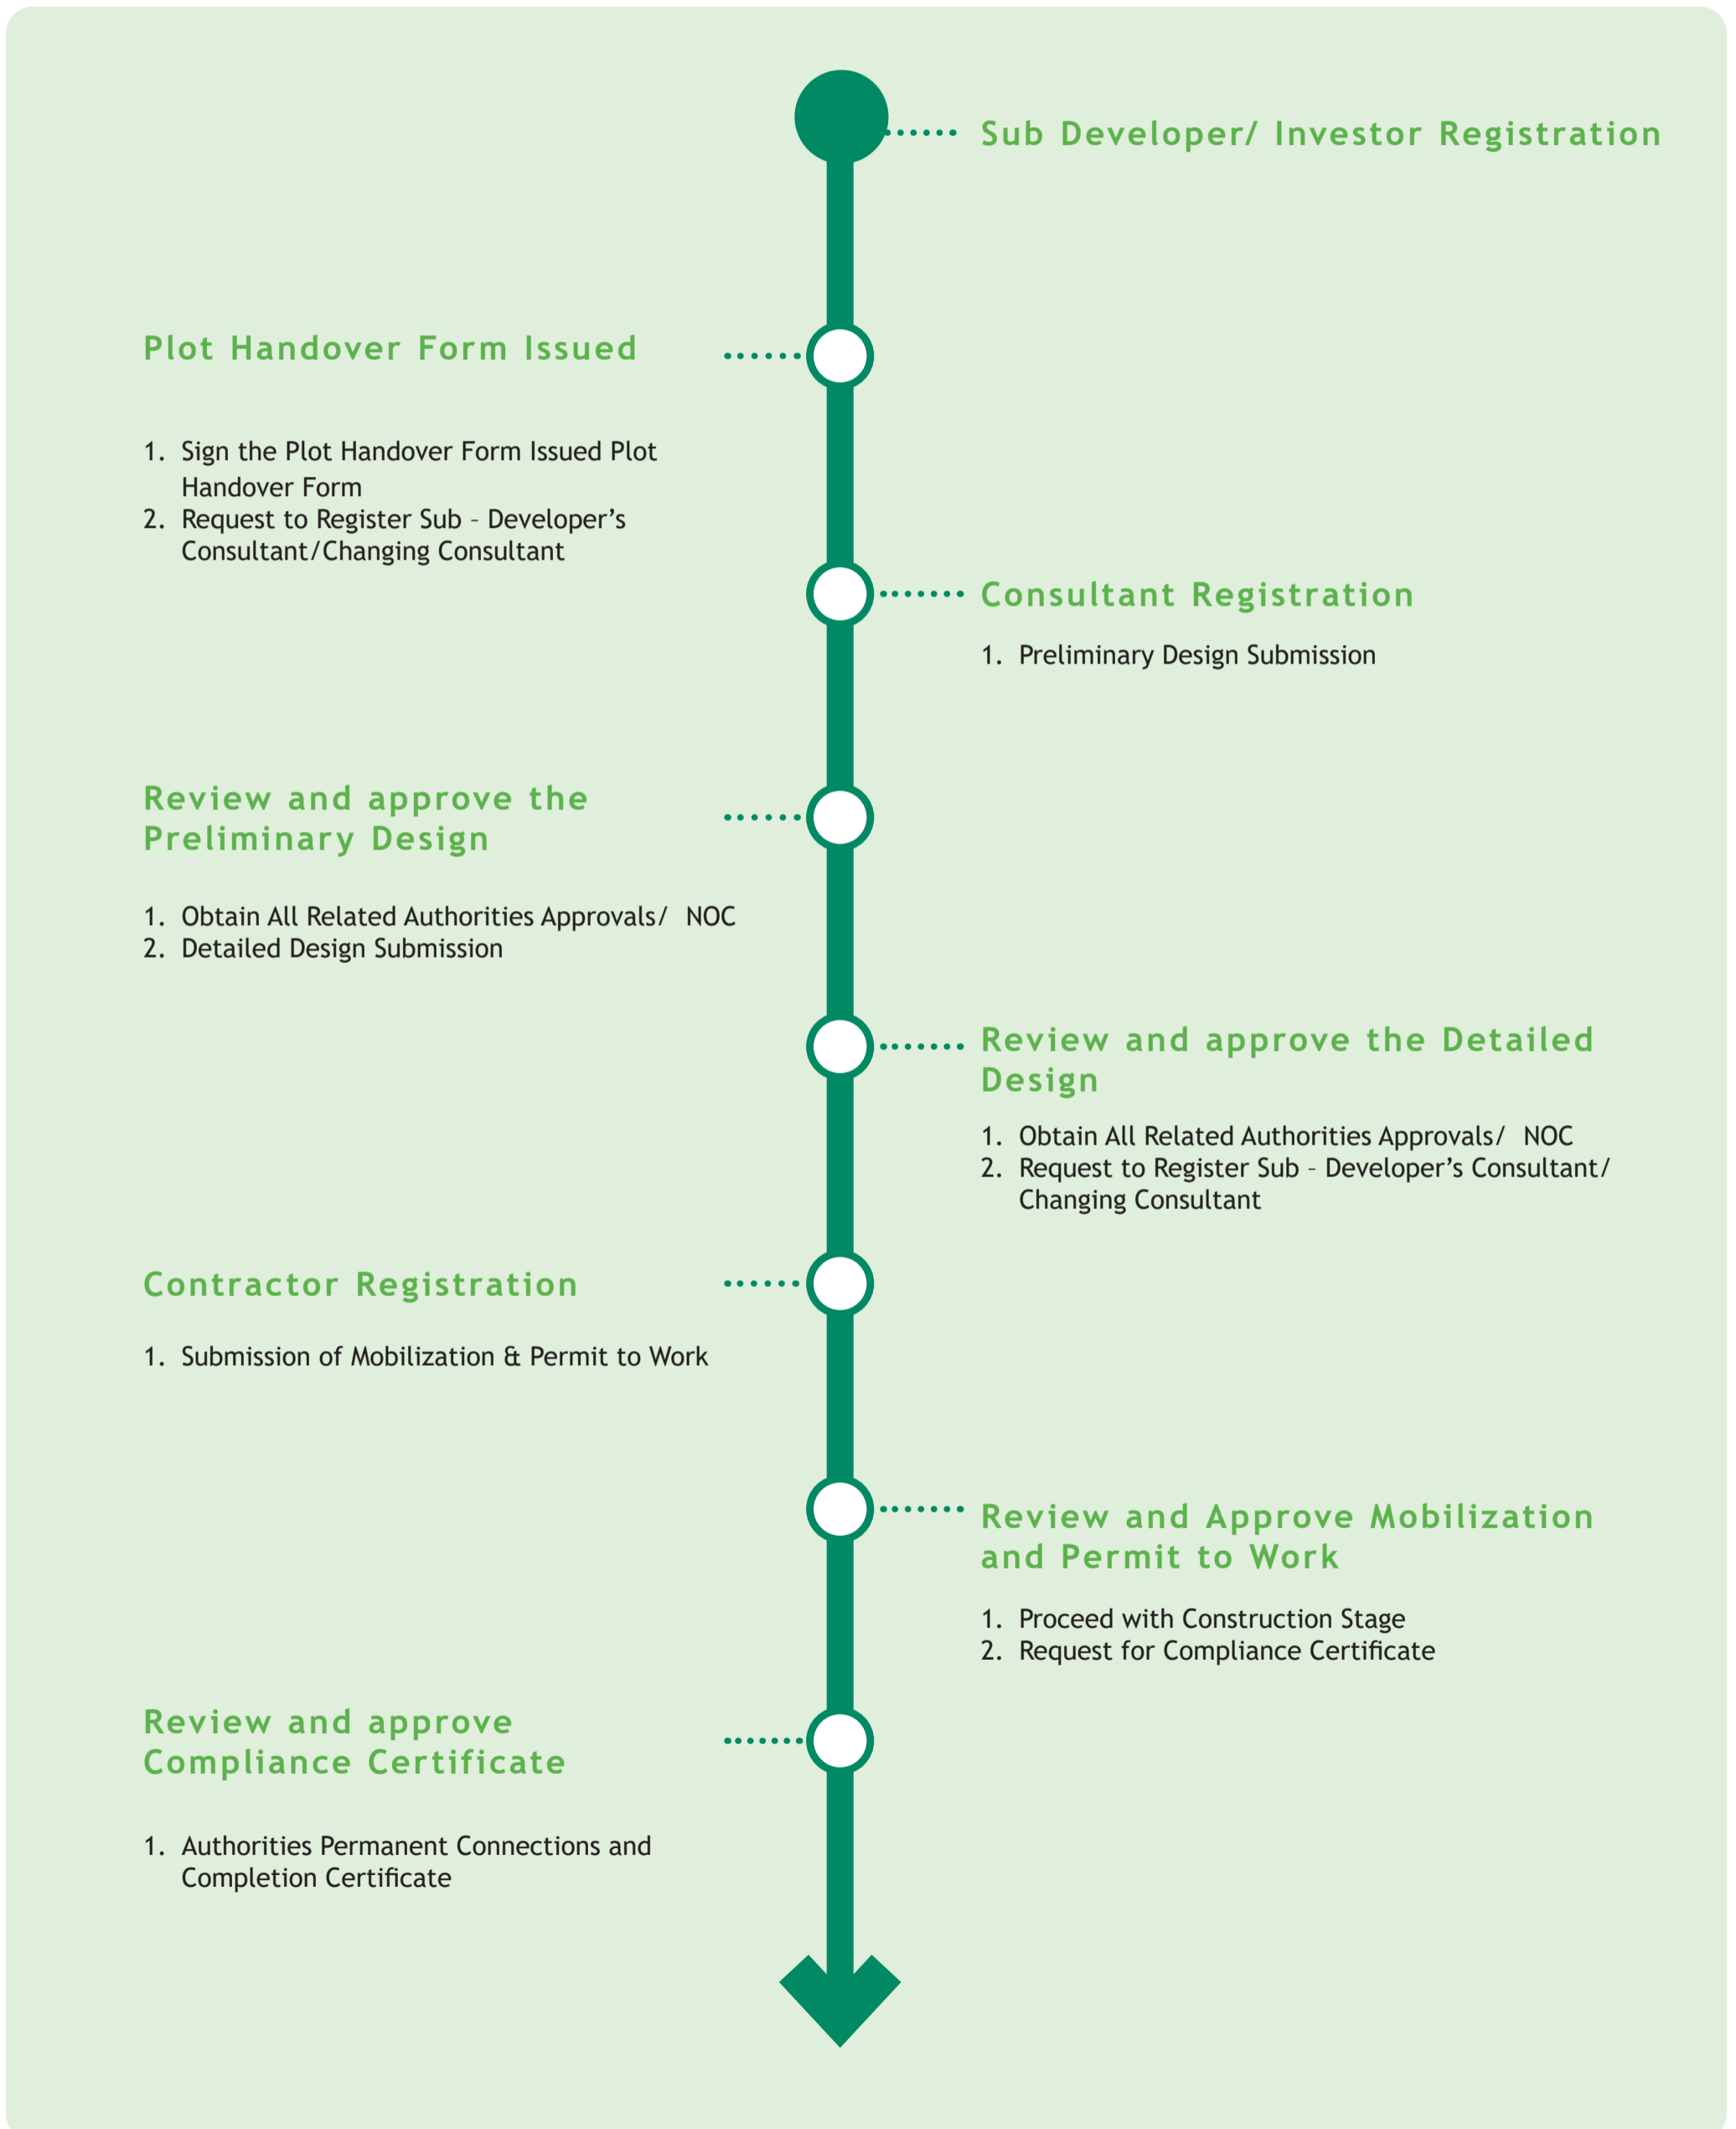 Sub Developer/ Investor Registration
Plot Handover Form Issued
1. Sign the Plot Handover Form Issued Plot
Handover Form
2. Request to Register Sub – Developer’s
Consultant/Changing Consultant
Consultant Registration
1. Preliminary Design Submission
Review and approve the
Preliminary Design
1. Obtain All Related Authorities Approvals/ NOC
2. Detailed Design Submission
Review and approve the Detailed
Design
1. Obtain All Related Authorities Approvals/ NOC
2. Request to Register Sub – Developer’s Consultant/
Changing Consultant
Contractor Registration
1. Submission of Mobilization & Permit to Work
Review and Approve Mobilization
and Permit to Work
1. Proceed with Construction Stage
2. Request for Compliance Certificate
Review and approve
Compliance Certificate
1. Authorities Permanent Connections and
Completion Certificate